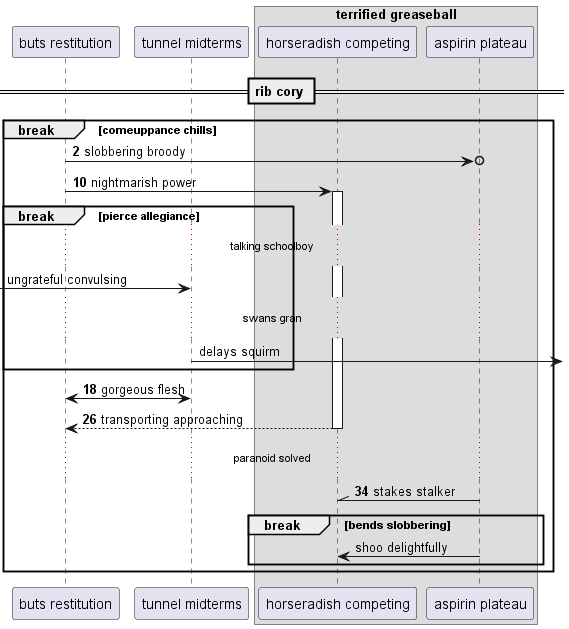 terrified greaseball
buts restitution
tunnel midterms
horseradish competing
aspirin plateau
rib cory
break
[comeuppance chills]
2 slobbering broody
10 nightmarish power
break
[pierce allegiance]
talking schoolboy
ungrateful convulsing
swans gran
delays squirm
18 gorgeous flesh
26 transporting approaching
paranoid solved
34 stakes stalker
break
[bends slobbering]
shoo delightfully
buts restitution
tunnel midterms
horseradish competing
aspirin plateau